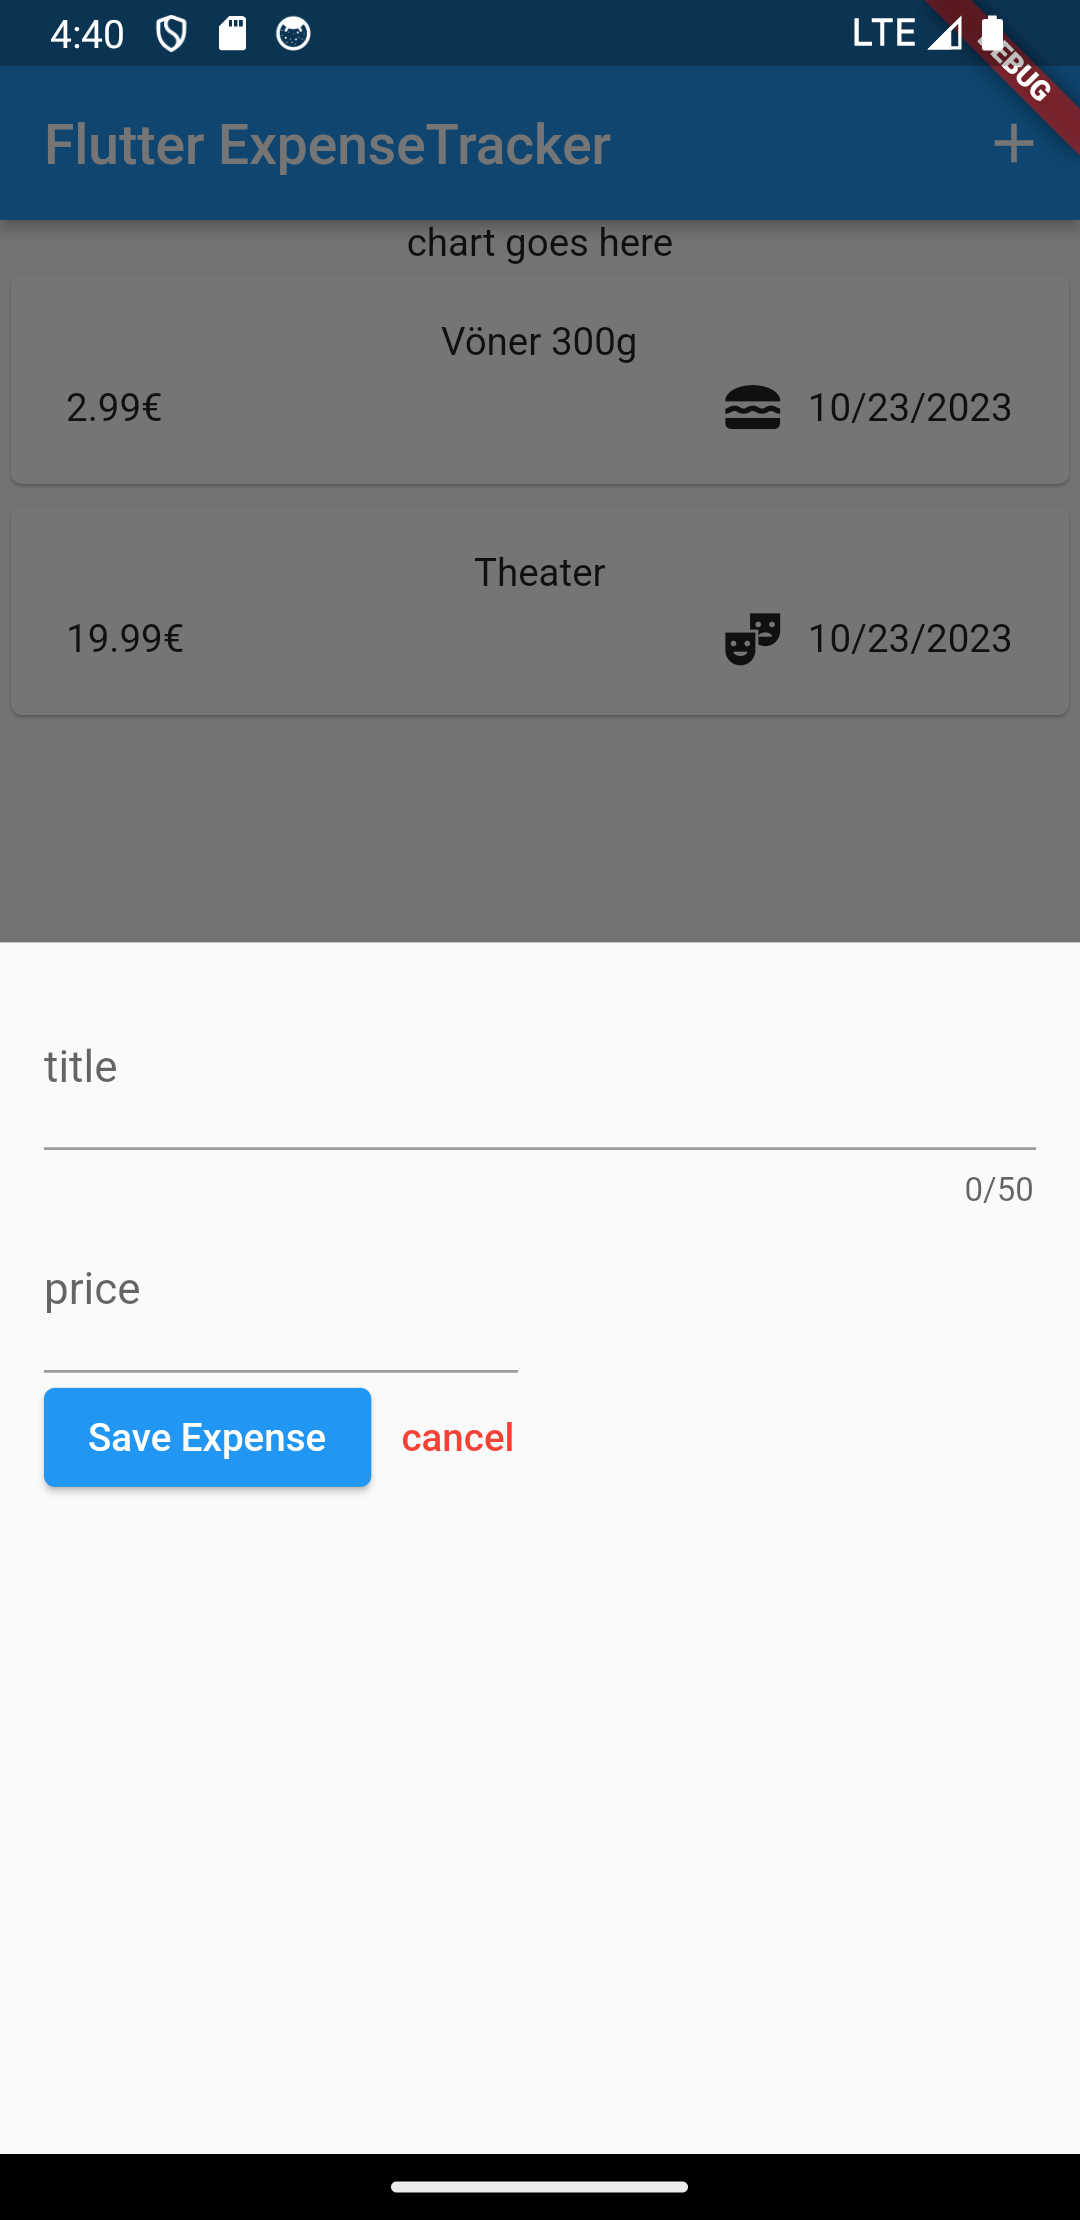 4:40 LTE
EBUG
Flutter ExpenseTracker
chart goes here
Vöner 300g
2.99€ 10/23/2023
Theater
19.99€ 10/23/2023
title
0/50
price
Save Expense cancel